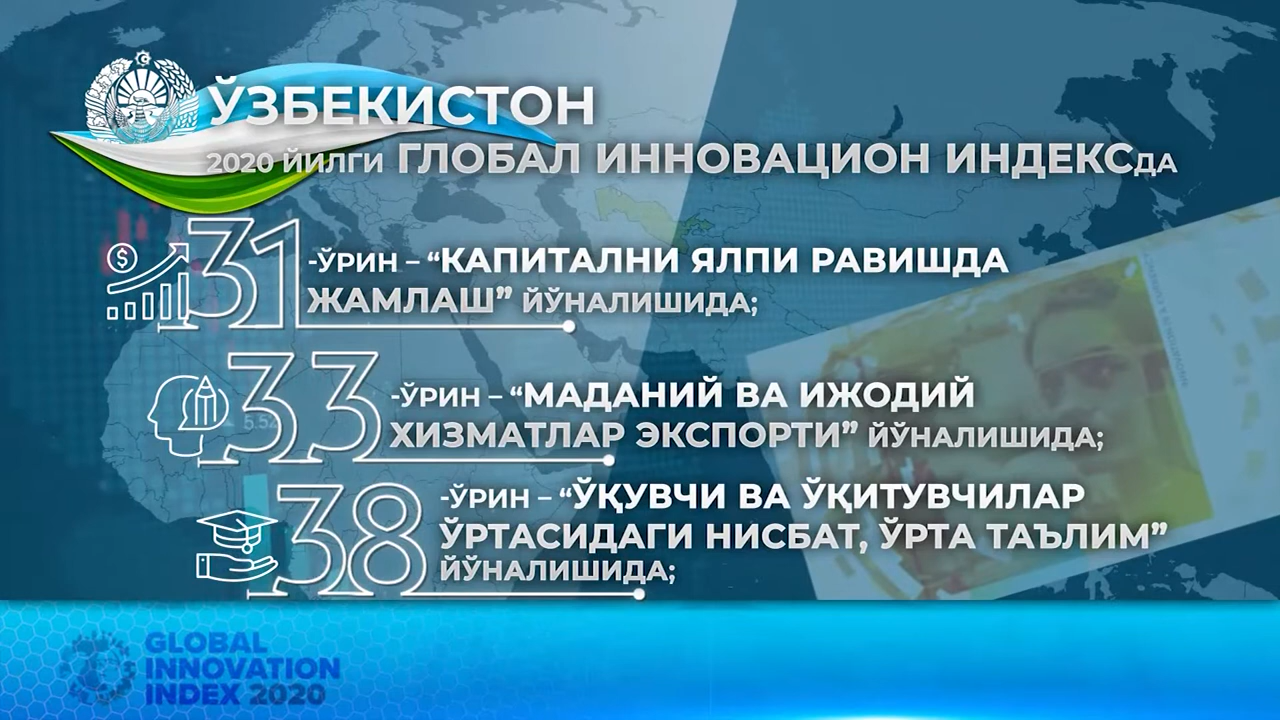 ЎЗБЕКИСТОН
2020 ЙИЛГИ ГЛОБАЛ ИННОВАЦИОН ИНДЕКСДА
31 -ЎРИН – “КАПИТАЛНИ ЯЛПИ РАВИШДА
ЖАМЛАШ” ЙЎНАЛИШИДА;
33 -ЎРИН – “МАДАНИЙ ВА ИЖОДИЙ
ХИЗМАТЛАР ЭКСПОРТИ” ЙЎНАЛИШИДА;
38 -ЎРИН – “ЎҚУВЧИ ВА ЎҚИТУВЧИЛАР
ЎРТАСИДАГИ НИСБАТ, ЎРТА ТАЪЛИМ”
ЙЎНАЛИШИДА;
GLOBAL
INNOVATION
INDEX 2020